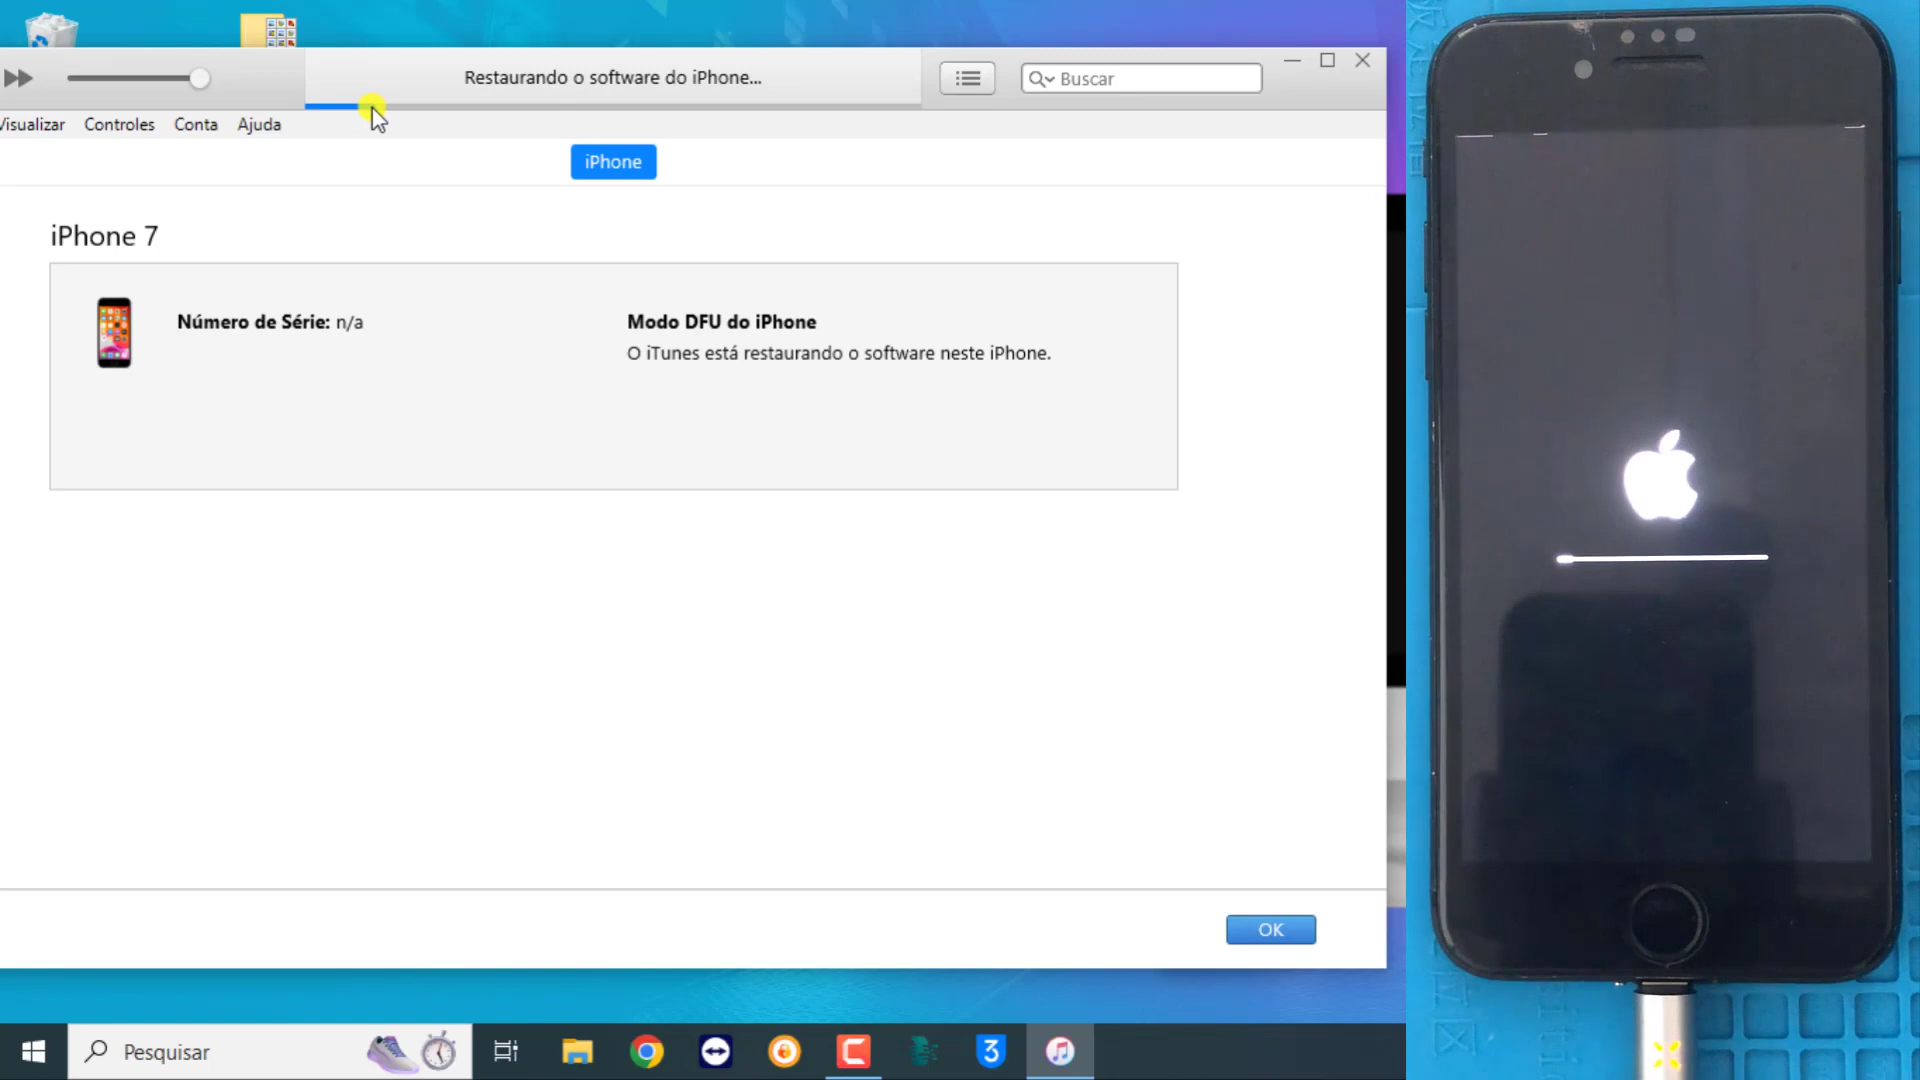 Restaurando o software do iPhone...
Buscar
Visualizar Controles Conta Ajuda
iPhone
iPhone 7
Número de Série: n/a
Modo DFU do iPhone
O iTunes está restaurando o software neste iPhone.
OK
Pesquisar
3